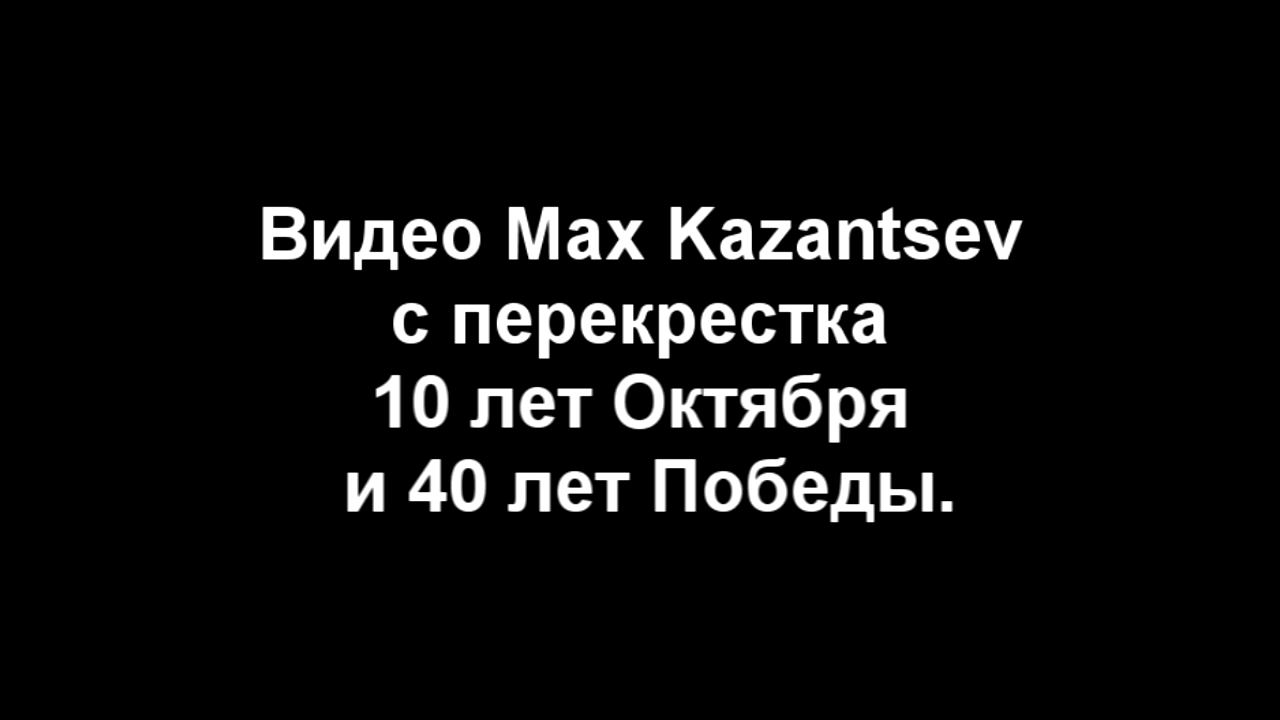 Видео Max Kazantsev
с перекрестка
10 лет Октября
и 40 лет Победы.